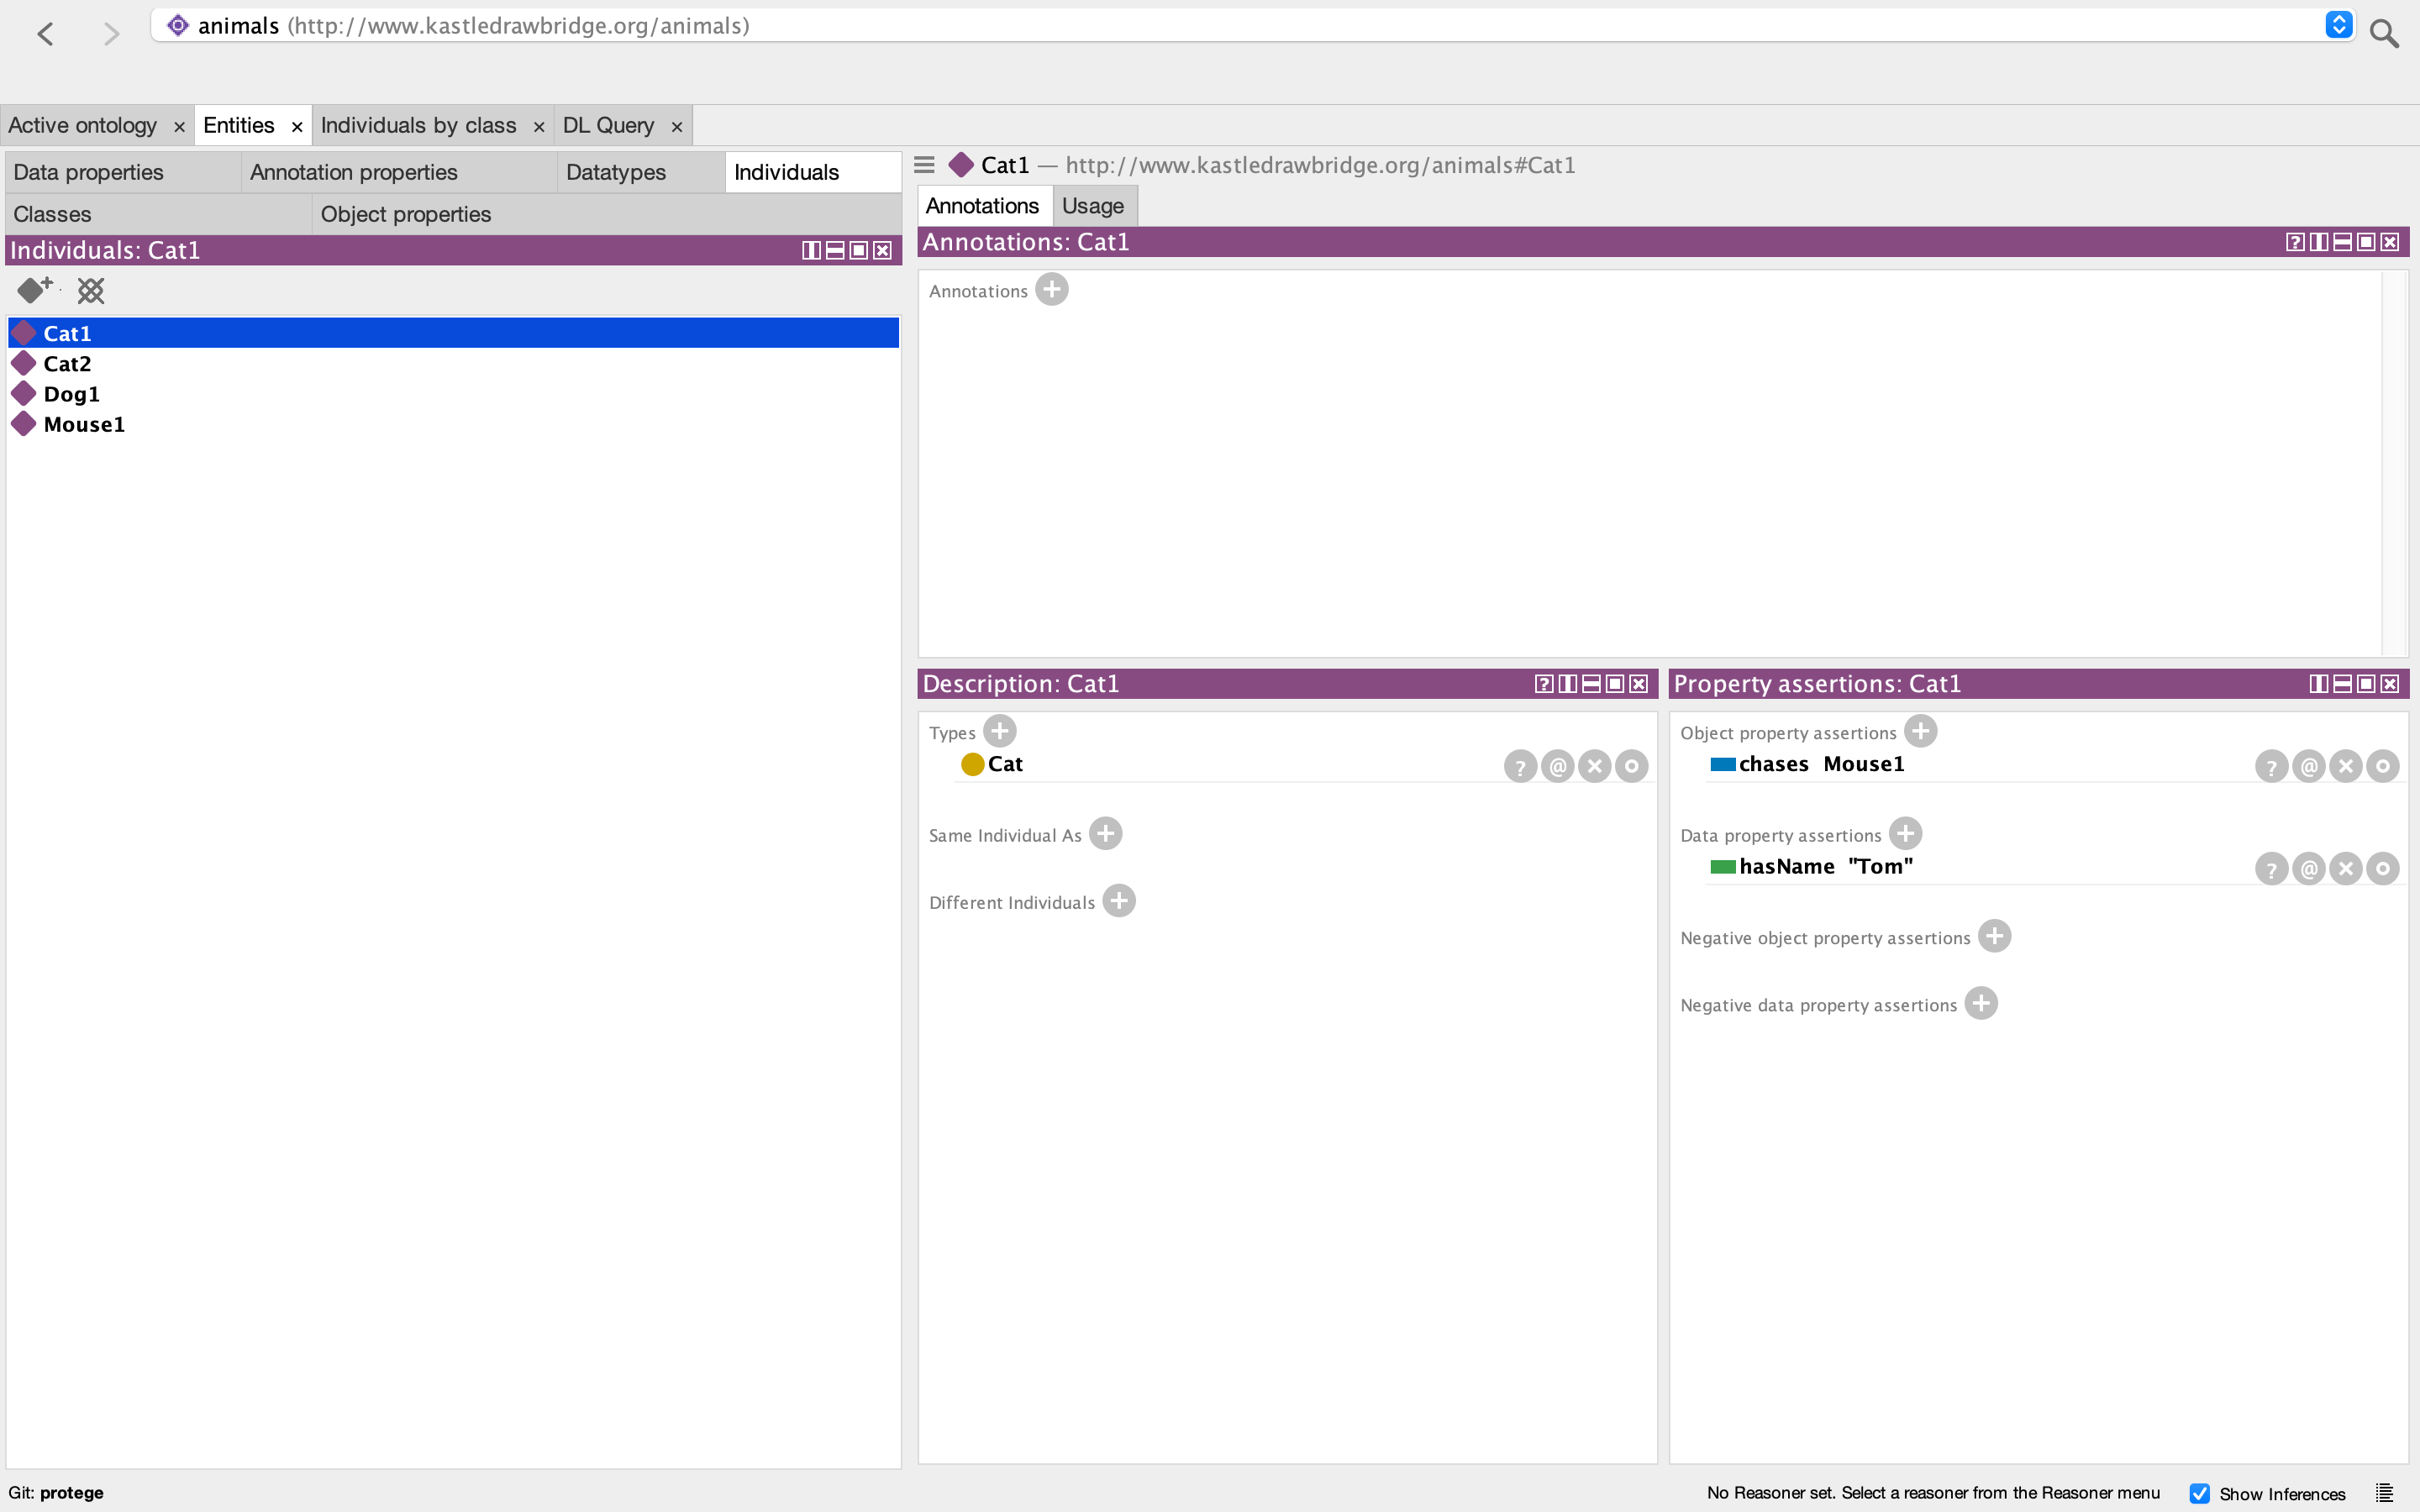 animals (http://www.kastledrawbridge.org/animals)
Active ontology × Entities × Individuals by class × DL Query ×
Data properties Annotation properties Datatypes Individuals
Classes Object properties
Individuals: Cat1
Cat1
Cat2
Dog1
Mouse1
Cat1 — http://www.kastledrawbridge.org/animals#Cat1
Annotations Usage
Annotations: Cat1
Annotations
Description: Cat1
Types
Cat
Same Individual As
Different Individuals
Property assertions: Cat1
Object property assertions
chases Mouse1
Data property assertions
hasName "Tom"
Negative object property assertions
Negative data property assertions
Git: protege
No Reasoner set. Select a reasoner from the Reasoner menu Show Inferences